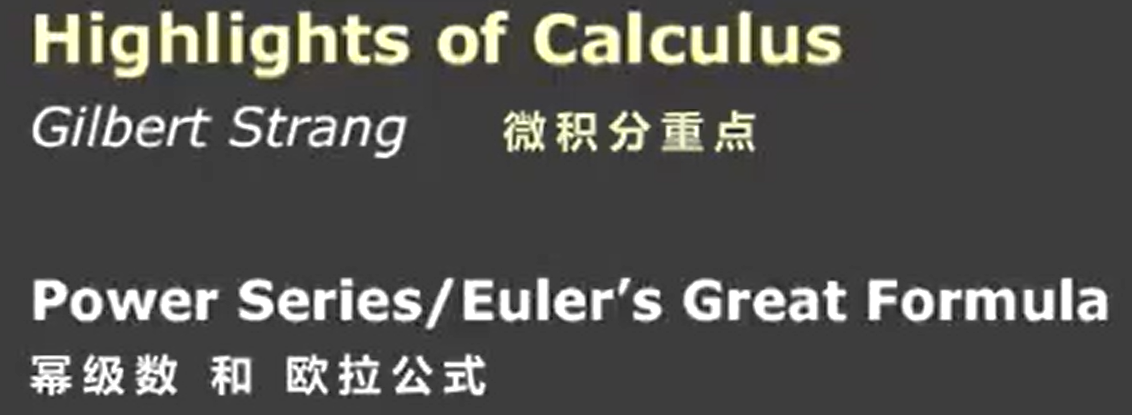 Highlights of Calculus
Gilbert Strang 微积分重点
Power Series/Euler’s Great Formula
幂级数 和 欧拉公式